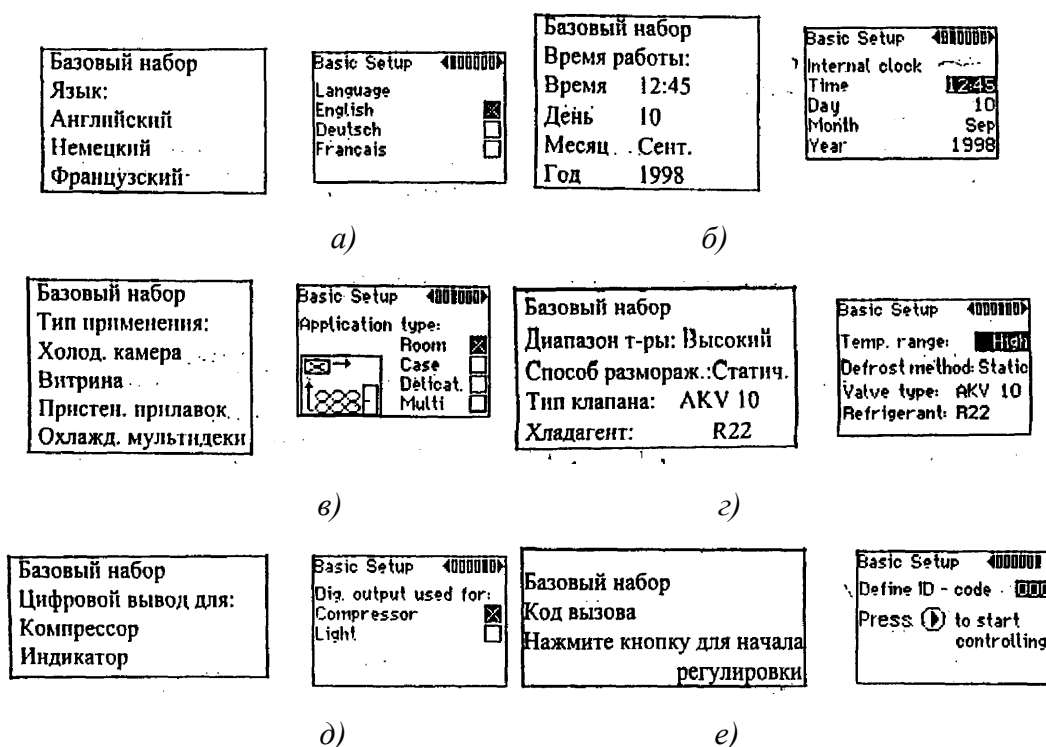 Базовый набор
Язык:
Английский
Немецкий
Французский
Basic Setup
Language
English
Deutsch
Francais
а)
Базовый набор
Время работы:
Время 12:45
День 10
Месяц Сент.
Год 1998
Basic Setup
Internal clock
Time 12:45
Day 10
Month Sep
Year 1998
б)
Базовый набор
Тип применения:
Холод. камера
Витрина
Пристен. прилавок
Охлажд. мультидеки
Basic Setup
Application type:
Room
Case
Delicat.
Multi
в)
Базовый набор
Диапазон т-ры: Высокий
Способ размораж.:Статич.
Тип клапана: AKV 10
Хладагент: R22
Basic Setup
Temp. range: High
Defrost method: Static
Valve type: AKV 10
Refrigerant: R22
г)
Базовый набор
Цифровой вывод для:
Компрессор
Индикатор
Basic Setup
Dig. output used for:
Compressor
Light
д)
Базовый набор
Код вызова
Нажмите кнопку для начала
регулировки
Basic Setup
Define ID - code 000
Press to start
controlling
е)